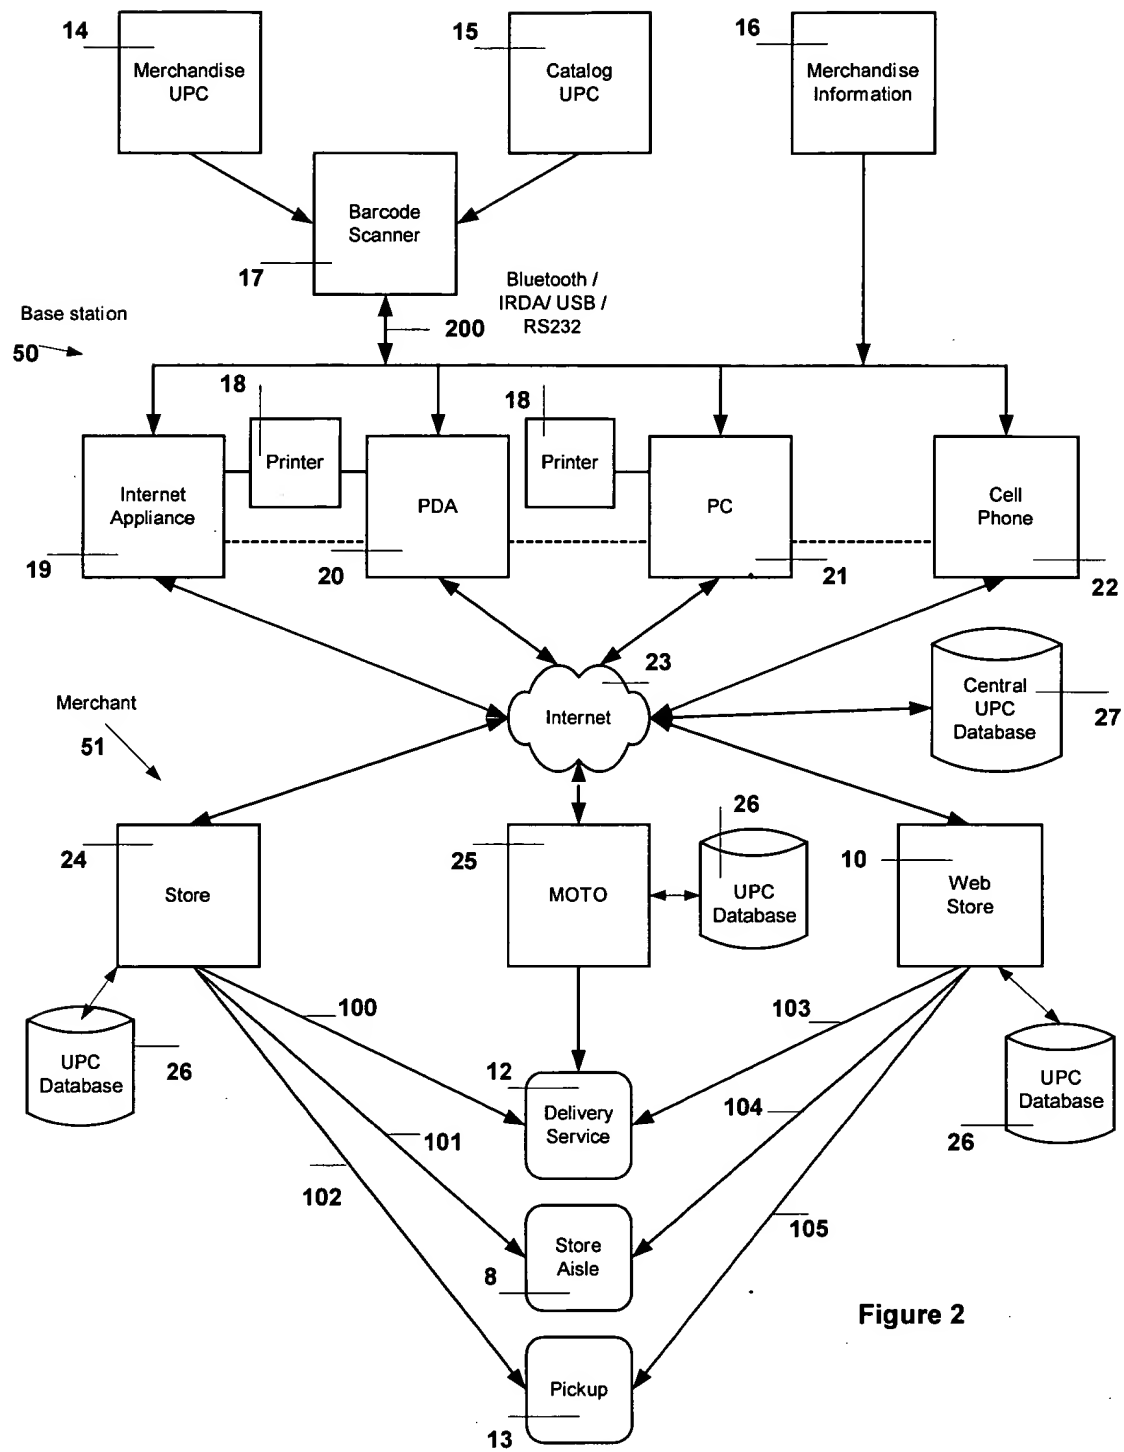 14
Merchandise
UPC
15
Catalog
UPC
16
Merchandise
Information
Barcode
Scanner
17
Bluetooth /
IRDA/ USB /
RS232
200
Base station
50
18
Printer
18
Printer
Internet
Appliance
19
PDA
20
PC
21
Cell
Phone
22
23
Internet
Central
UPC
Database
27
Merchant
51
24
Store
25
MOTO
26
UPC
Database
10
Web
Store
UPC
Database
26
100
101
102
103
104
105
UPC
Database
26
12
Delivery
Service
Store
Aisle
8
Pickup
13
Figure 2